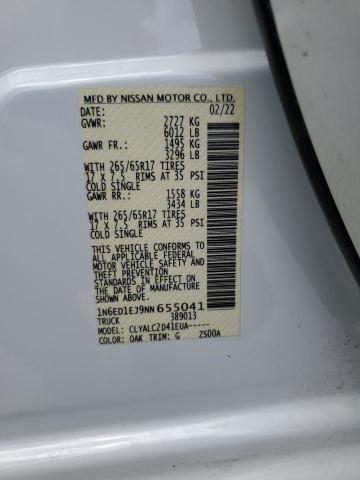 MFD BY NISSAN MOTOR CO., LTD.
DATE: 02/22
GVWR: 2727 KG
6012 LB
GAWR FR.: 1495 KG
3296 LB
WITH 265/65R17 TIRES
17 X 7.5 RIMS AT 35 PSI
COLD SINGLE
GAWR RR.: 1558 KG
3434 LB
WITH 265/65R17 TIRES
17 X 7.5 RIMS AT 35 PSI
COLD SINGLE
THIS VEHICLE CONFORMS TO
ALL APPLICABLE FEDERAL
MOTOR VEHICLE SAFETY AND
THEFT PREVENTION
STANDARDS IN EFFECT ON THE
DATE OF MANUFACTURE SHOWN
ABOVE.
1N6ED1EJ9NN655041
TRUCK 389013
MODEL: CLYALC2D41EUA-----
COLOR: OAK TRIM: G ZS00A